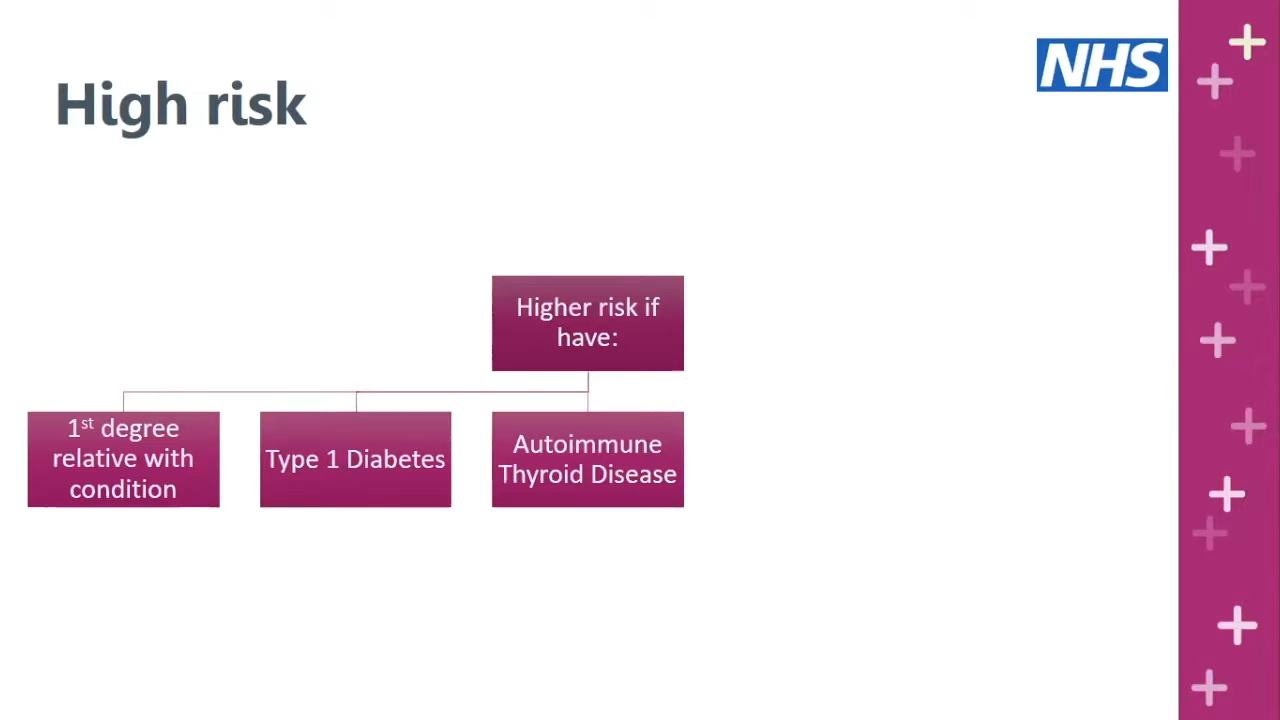 NHS
High risk
Higher risk if
have:
1st degree
relative with
condition
Type 1 Diabetes
Autoimmune
Thyroid Disease